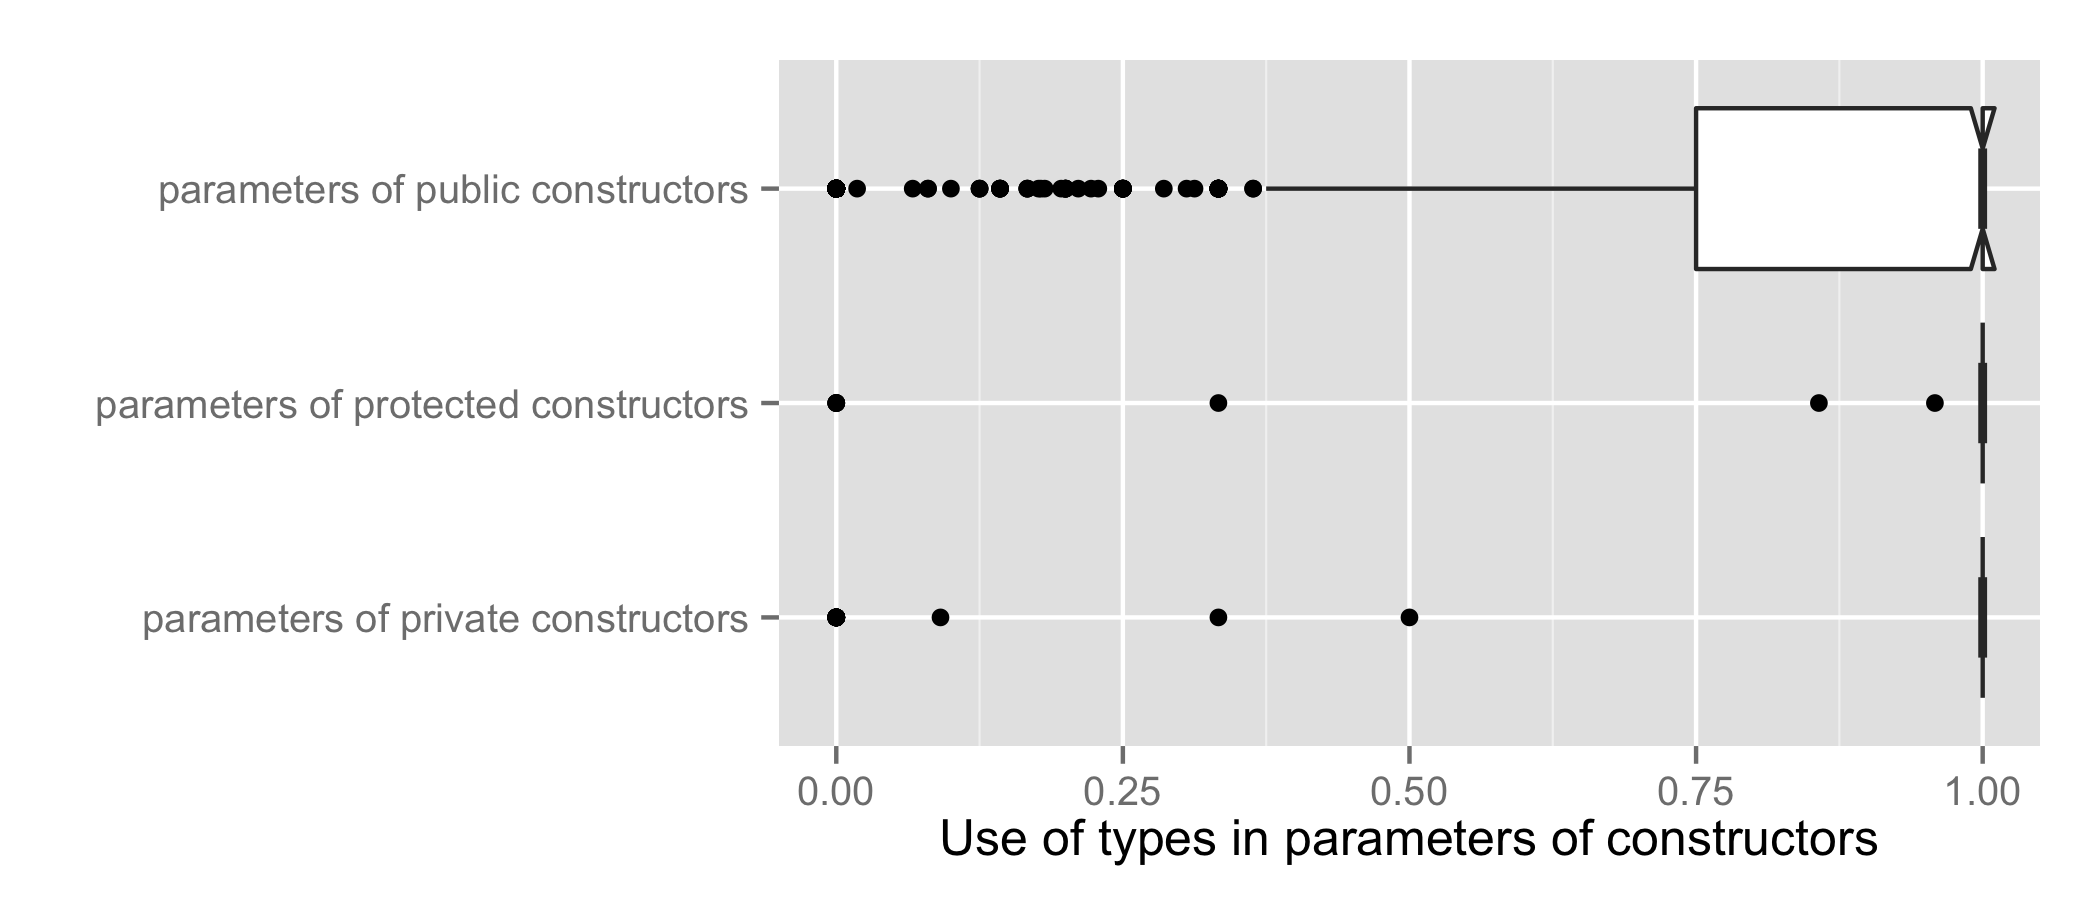 parameters of public constructors
parameters of protected constructors
parameters of private constructors
0.00 0.25 0.50 0.75 1.00
Use of types in parameters of constructors